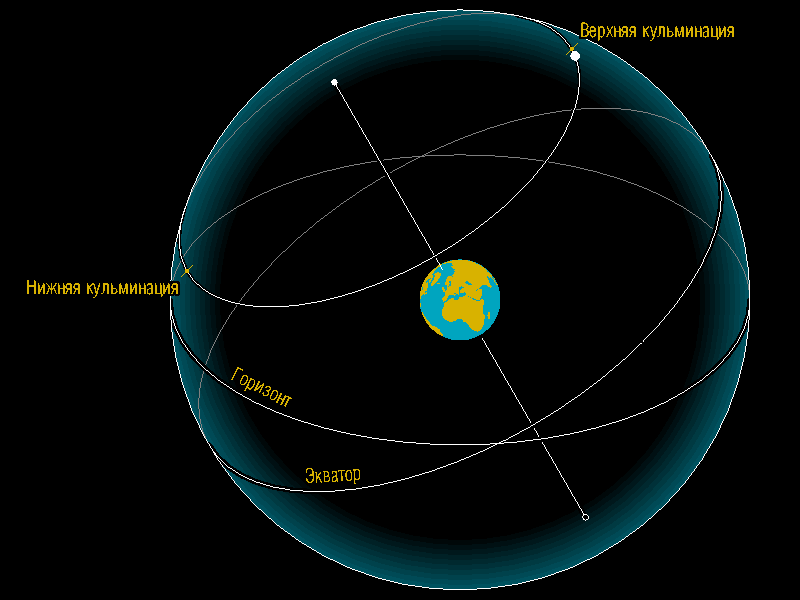 Верхняя кульминация
Нижняя кульминация
Горизонт
Экватор